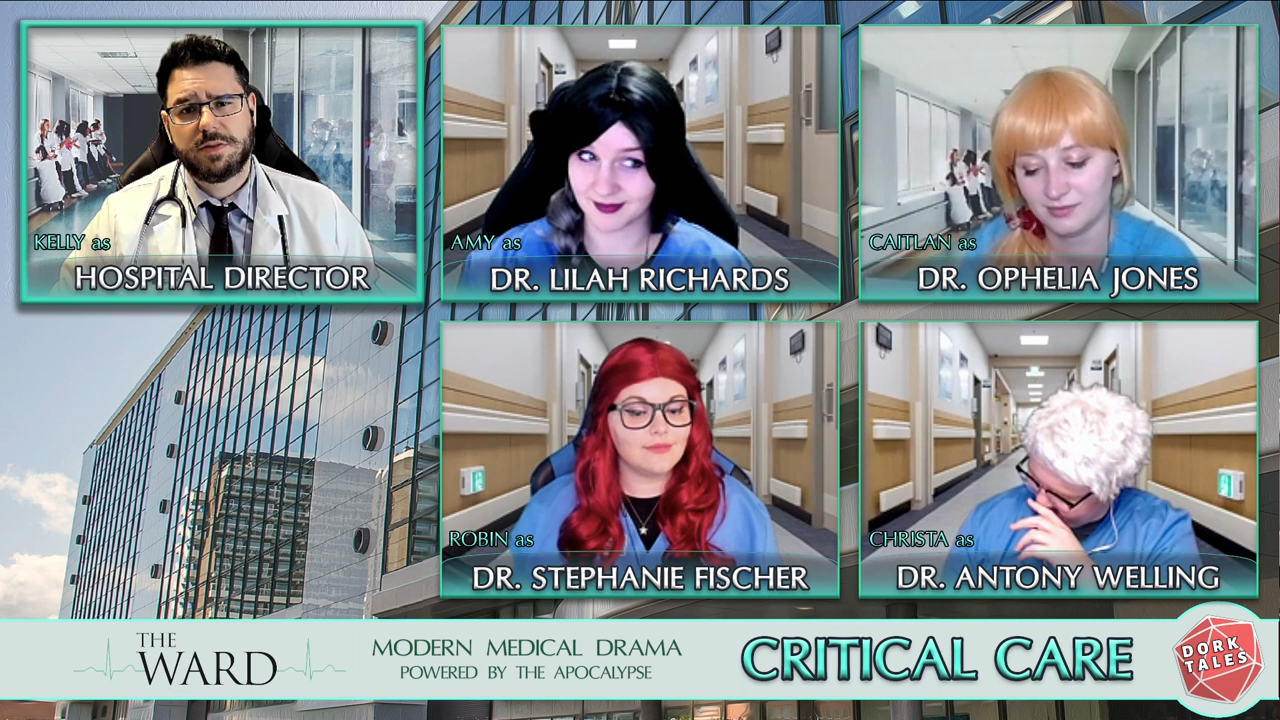 KELLY as
HOSPITAL DIRECTOR
AMY as
DR. LILAH RICHARDS
CAITLAN as
DR. OPHELIA JONES
ROBIN as
DR. STEPHANIE FISCHER
CHRISTA as
DR. ANTONY WELLING
THE
WARD
MODERN MEDICAL DRAMA
POWERED BY THE APOCALYPSE
CRITICAL CARE
DORK
TALES